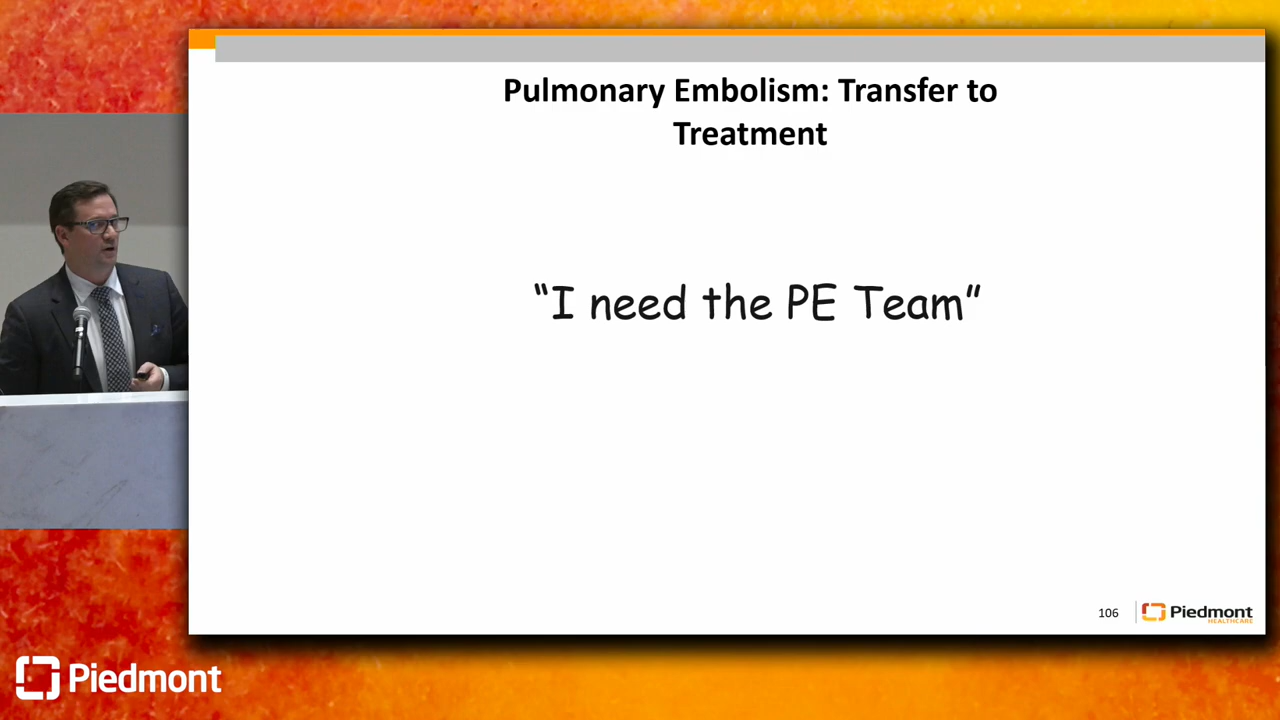 Pulmonary Embolism: Transfer to
Treatment
“I need the PE Team”
106
Piedmont
HEALTHCARE
Piedmont